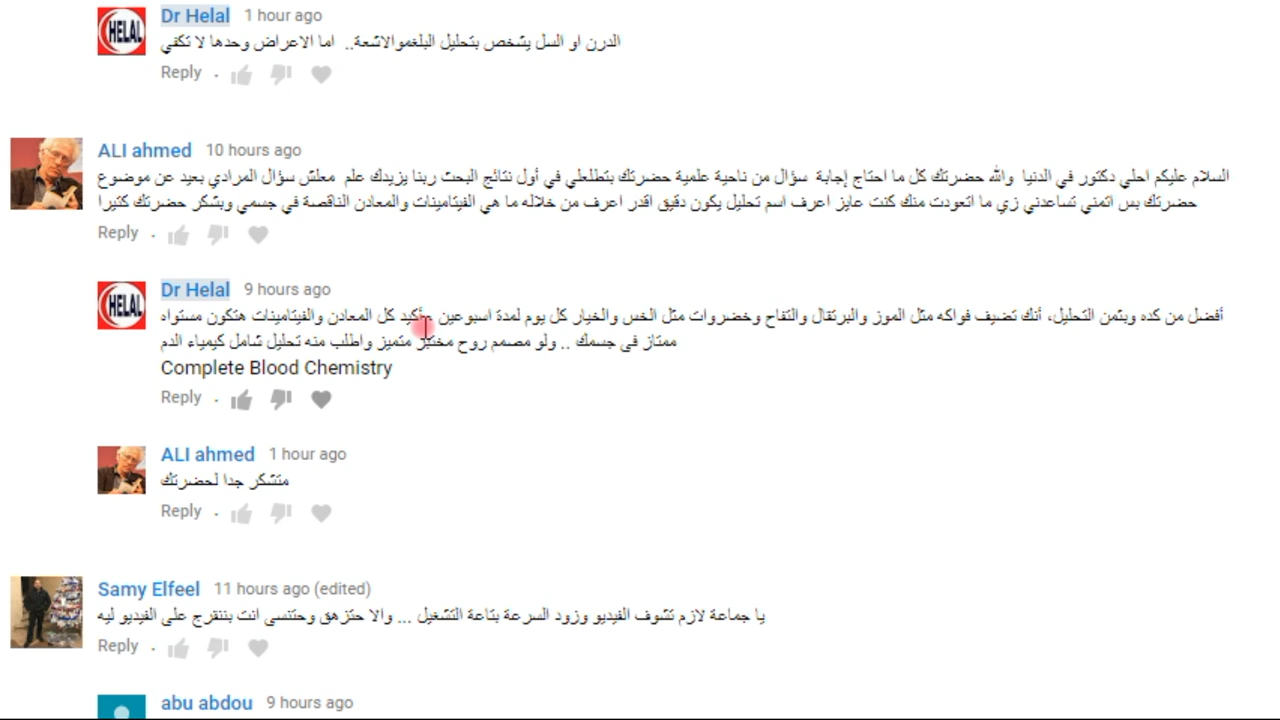 HELAL
Dr Helal 1 hour ago
الدرن او السل يشخص بتحليل البلغموالاشعة.. اما الاعراض وحدها لا تكفي
Reply .
ALI ahmed 10 hours ago
السلام عليكم احلي دكتور في الدنيا والله حضرتك كل ما احتاج إجابة سؤال من ناحية علمية حضرتك بتطلعلي في أول نتائج البحث ربنا يزيدك علم معلش سؤال المرادي بعيد عن موضوع
حضرتك بس اتمني تساعدني زي ما اتعودت منك كنت عايز اعرف اسم تحليل يكون دقيق اقدر اعرف من خلاله ما هي الفيتامينات والمعادن الناقصة في جسمي وبشكر حضرتك كتيرا
Reply .
HELAL
Dr Helal 9 hours ago
أفضل من كده وبثمن التحليل، أنك تضيف فواكه مثل الموز والبرتقال والتفاح وخضروات مثل الخس والخيار كل يوم لمدة اسبوعين وأكيد كل المعادن والفيتامينات هتكون مستواه
ممتاز فى جسمك .. ولو مصمم روح مختبر متميز واطلب منه تحليل شامل كيمياء الدم
Complete Blood Chemistry
Reply .
ALI ahmed 1 hour ago
متشكر جدا لحضرتك
Reply .
Samy Elfeel 11 hours ago (edited)
يا جماعة لازم تشوف الفيديو وزود السرعة بتاعة التشغيل ... والا حتزهق وحتنسى انت بتتفرج على الفيديو ليه
Reply .
abu abdou 9 hours ago